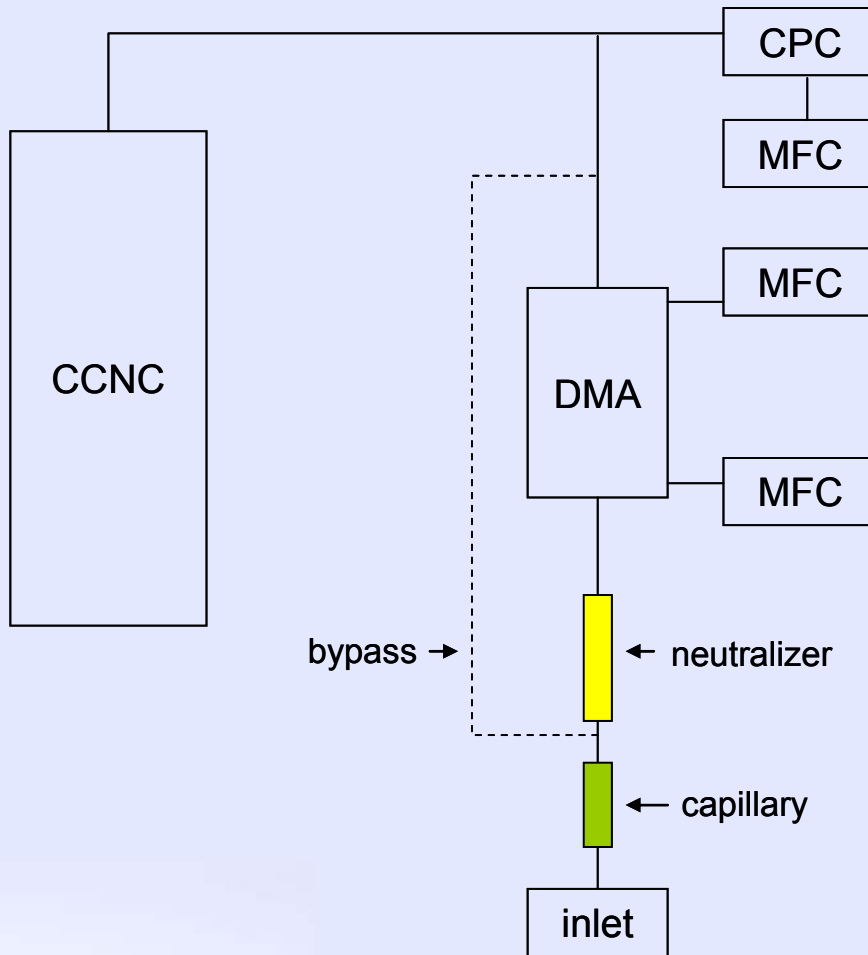 CPC
MFC
MFC
CCNC
DMA
MFC
bypass
neutralizer
capillary
inlet